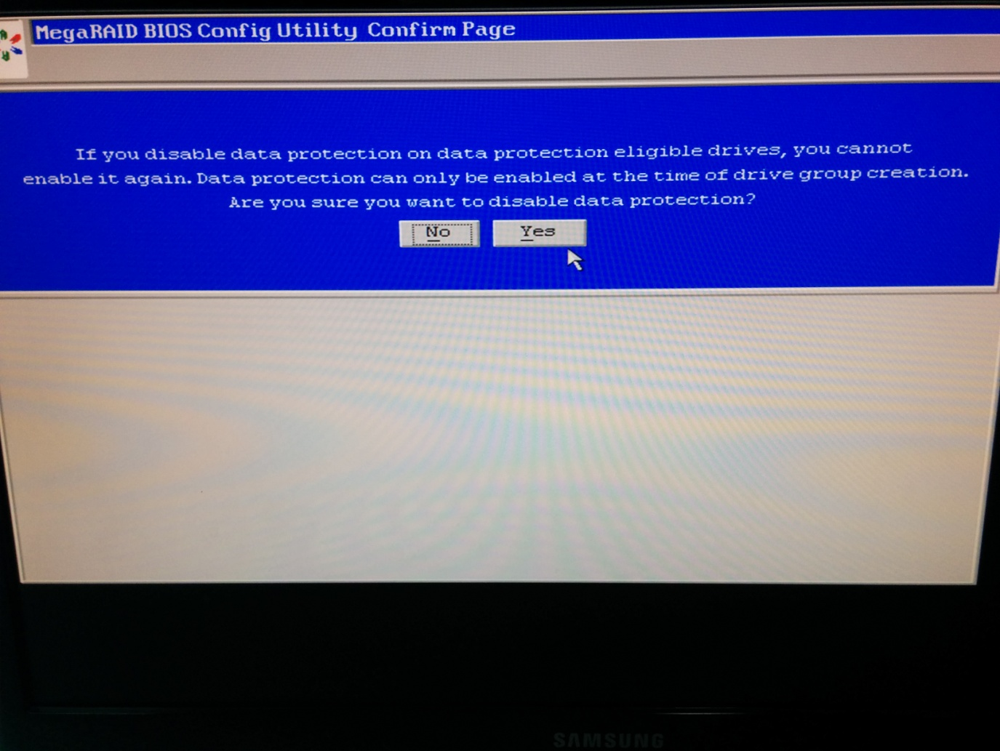 MegaRAID BIOS Config Utility Confirm Page
If you disable data protection on data protection eligible drives, you cannot
enable it again. Data protection can only be enabled at the time of drive group creation.
Are you sure you want to disable data protection?
No Yes
SAMSUNG